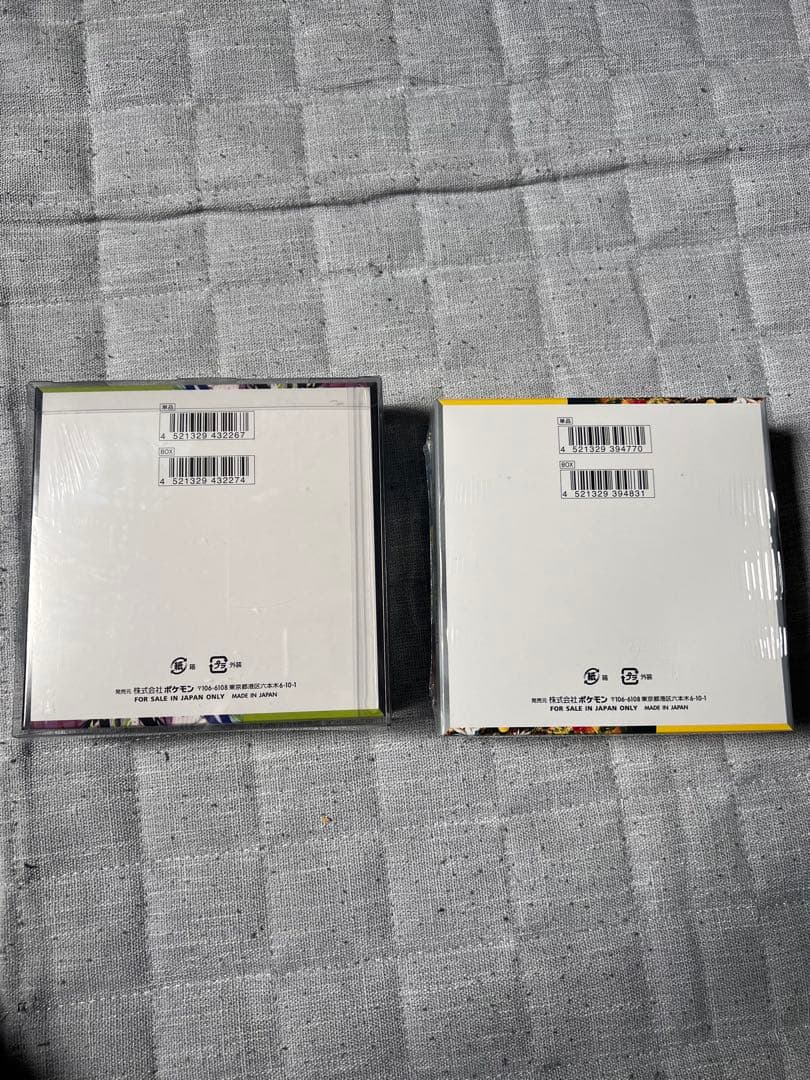 単品
4 521329 432267
BOX
4 521329 432274
紙 箱 プラ 外装
発売元 株式会社ポケモン 〒106-6108 東京都港区六本木6-10-1
FOR SALE IN JAPAN ONLY MADE IN JAPAN
単品
4 521329 394770
BOX
4 521329 394831
紙 箱 プラ 外装
発売元 株式会社ポケモン 〒106-6108 東京都港区六本木6-10-1
FOR SALE IN JAPAN ONLY MADE IN JAPAN